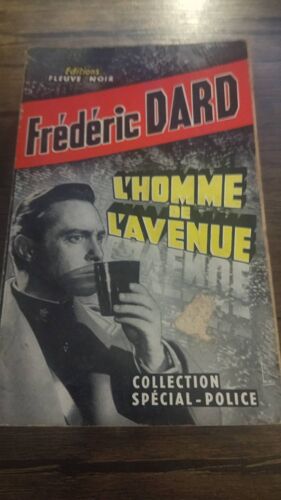 Éditions
FLEUVE NOIR
Frédéric DARD
L'HOMME
DE
L'AVENUE
COLLECTION
SPÉCIAL-POLICE